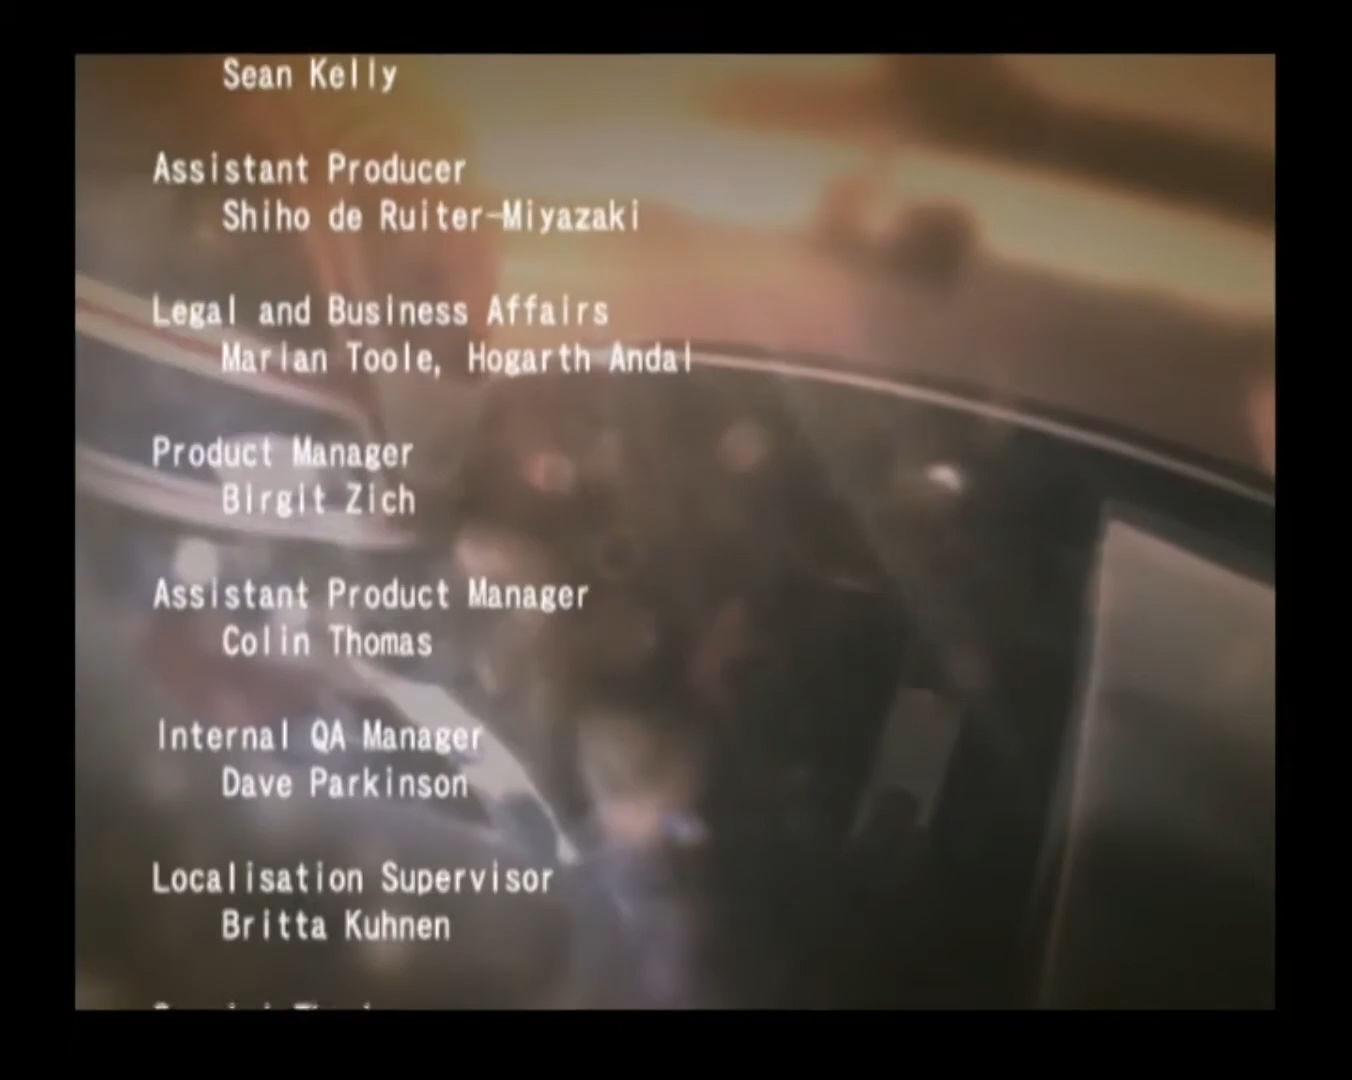 Sean Kelly
Assistant Producer
Shiho de Ruiter-Miyazaki
Legal and Business Affairs
Marian Toole, Hogarth Andal
Product Manager
Birgit Zich
Assistant Product Manager
Colin Thomas
Internal QA Manager
Dave Parkinson
Localisation Supervisor
Britta Kuhnen